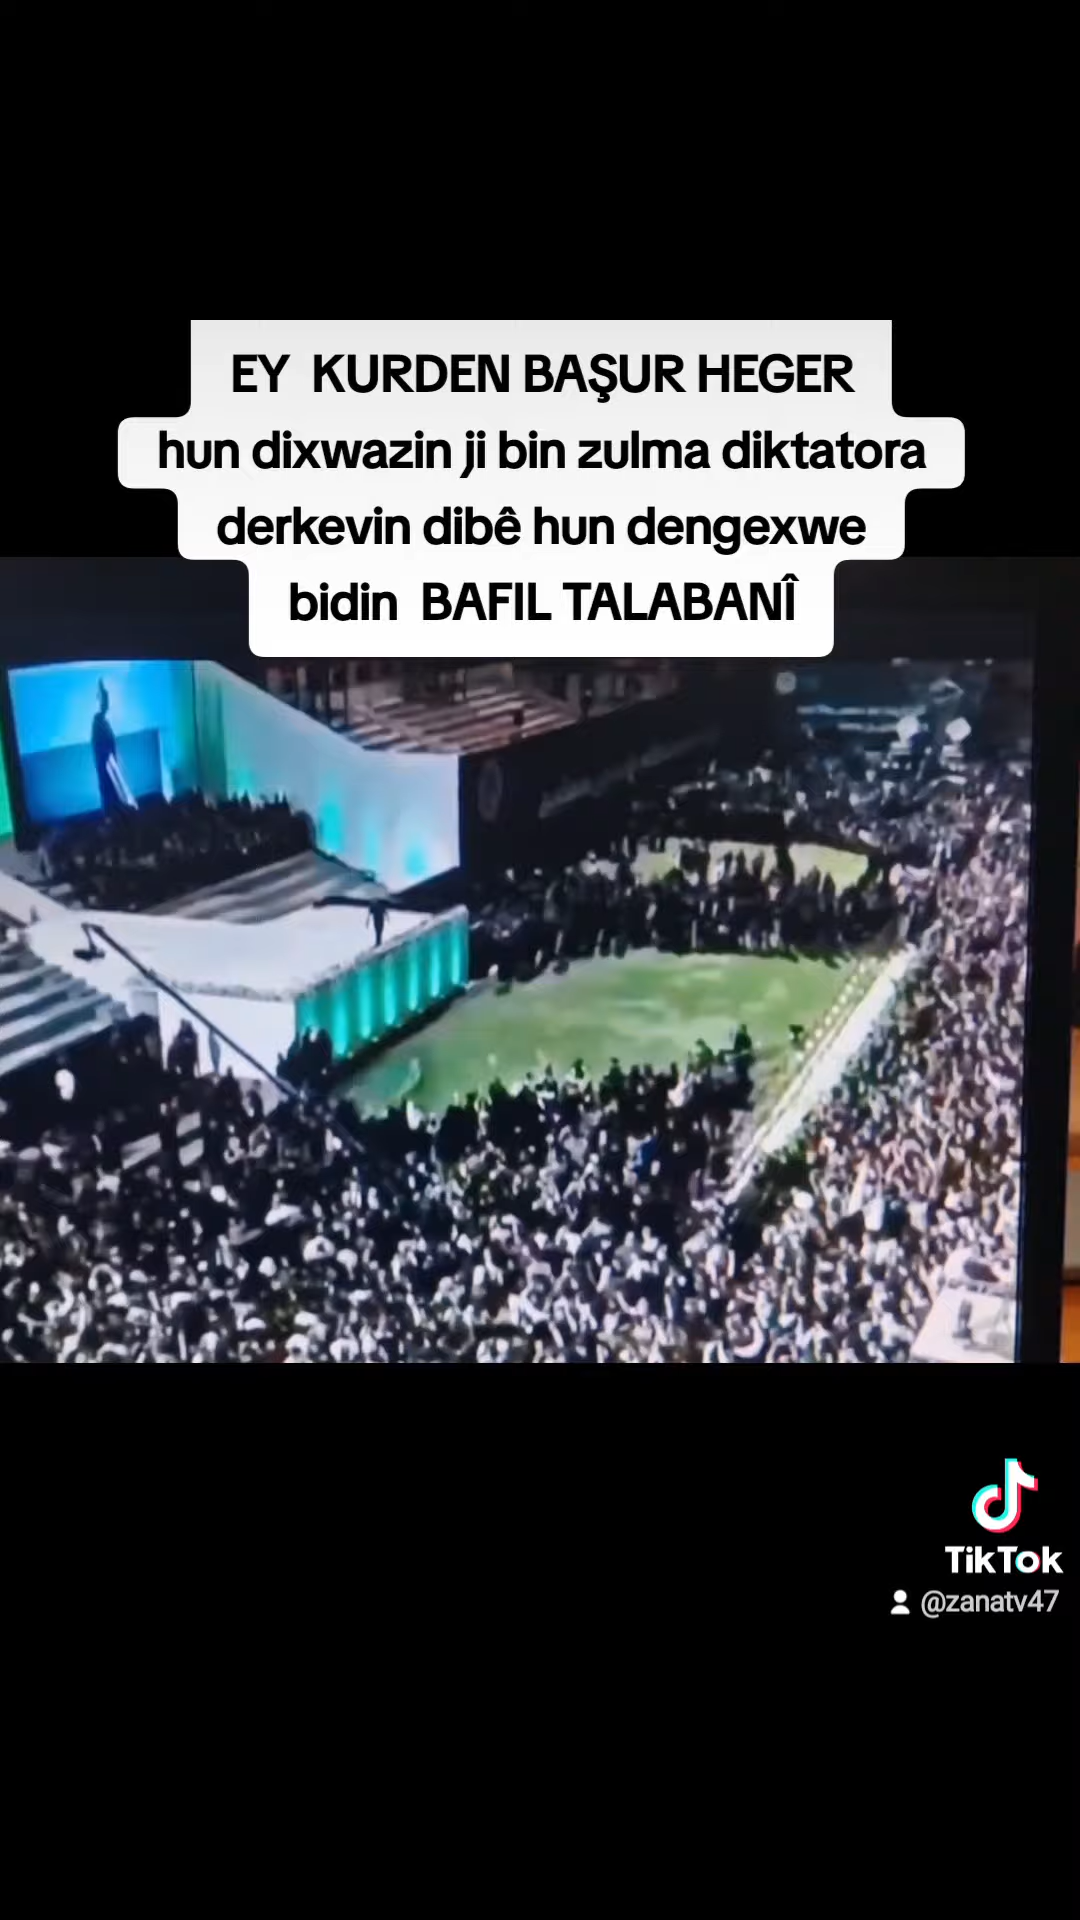 EY KURDEN BAŞUR HEGER
hun dixwazin ji bin zulma diktatora
derkevin dibê hun dengexwe
bidin BAFIL TALABANÎ
TikTok
@zanatv47